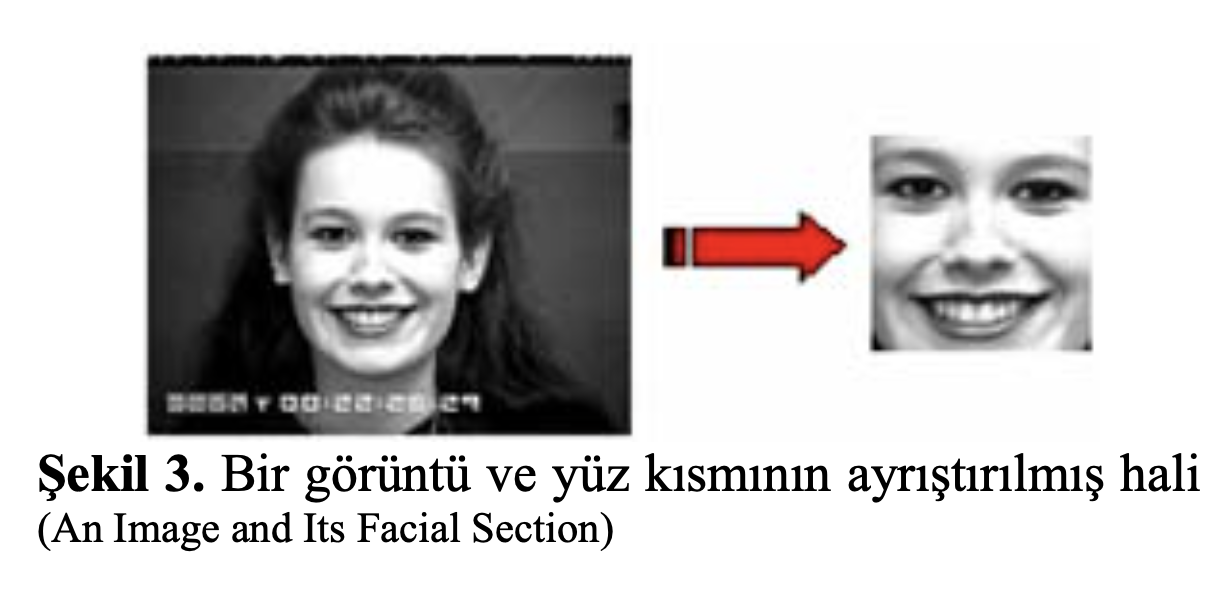 Şekil 3. Bir görüntü ve yüz kısmının ayrıştırılmış hali
(An Image and Its Facial Section)